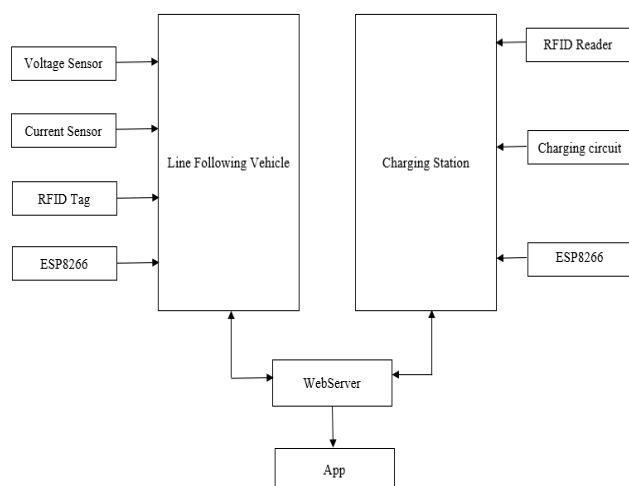 Voltage Sensor
Current Sensor
RFID Tag
ESP8266
Line Following Vehicle
Charging Station
RFID Reader
Charging circuit
ESP8266
WebServer
App